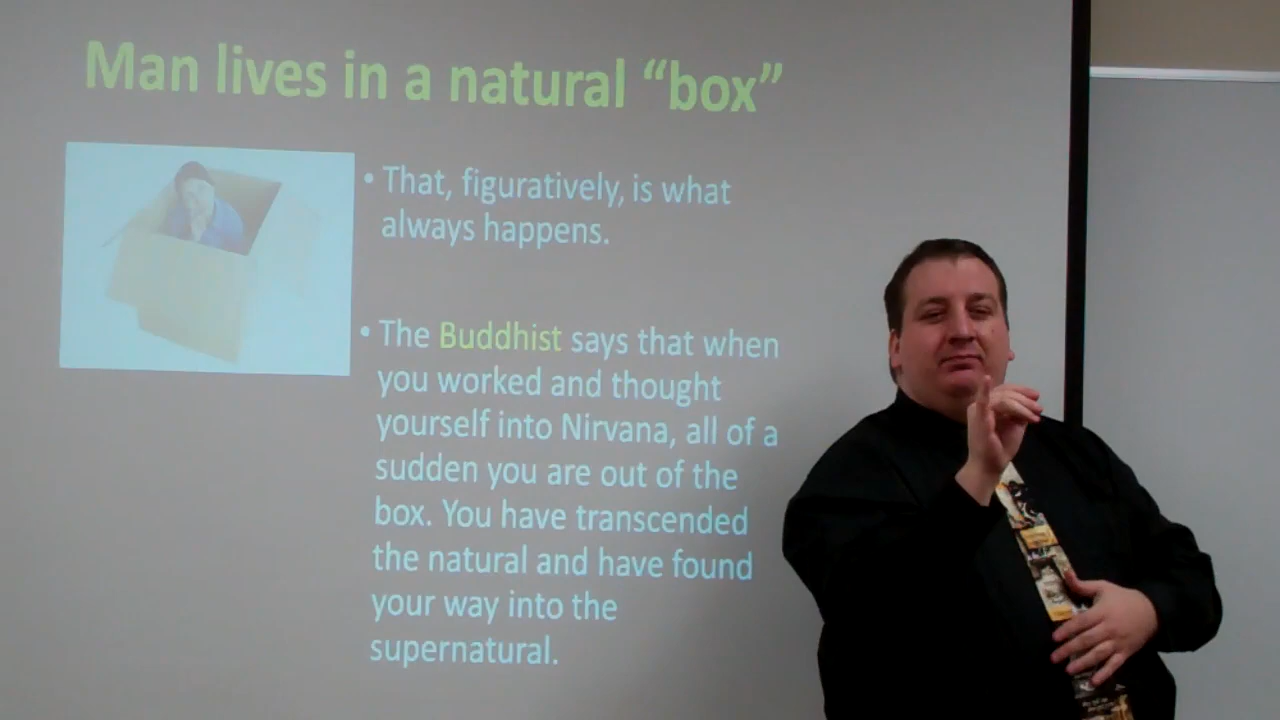 Man lives in a natural “box”
• That, figuratively, is what
always happens.
• The Buddhist says that when
you worked and thought
yourself into Nirvana, all of a
sudden you are out of the
box. You have transcended
the natural and have found
your way into the
supernatural.